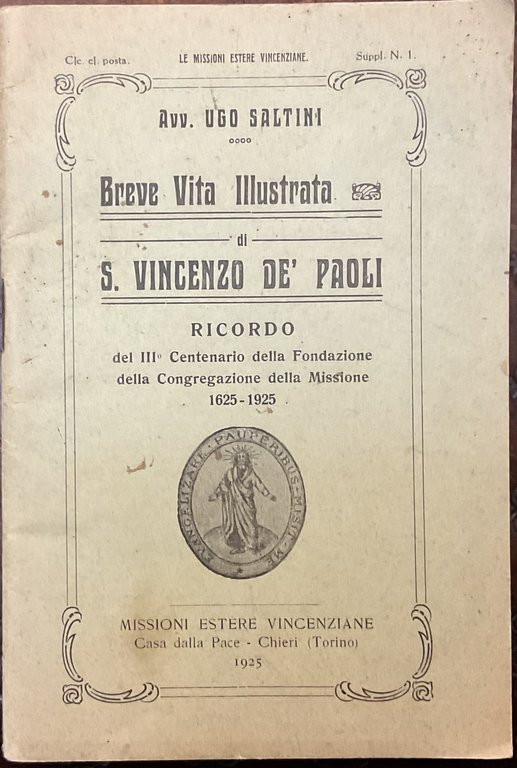 Clc. cl. posta.
LE MISSIONI ESTERE VINCENZIANE.
Suppl. N. 1.
Avv. UGO SALTINI
Breve Vita Illustrata
di
S. VINCENZO DE' PAOLI
RICORDO
del III° Centenario della Fondazione
della Congregazione della Missione
1625-1925
EVANGELIZARE · PAUPERIBUS · MISIT · ME
MISSIONI ESTERE VINCENZIANE
Casa dalla Pace - Chieri (Torino)
1925